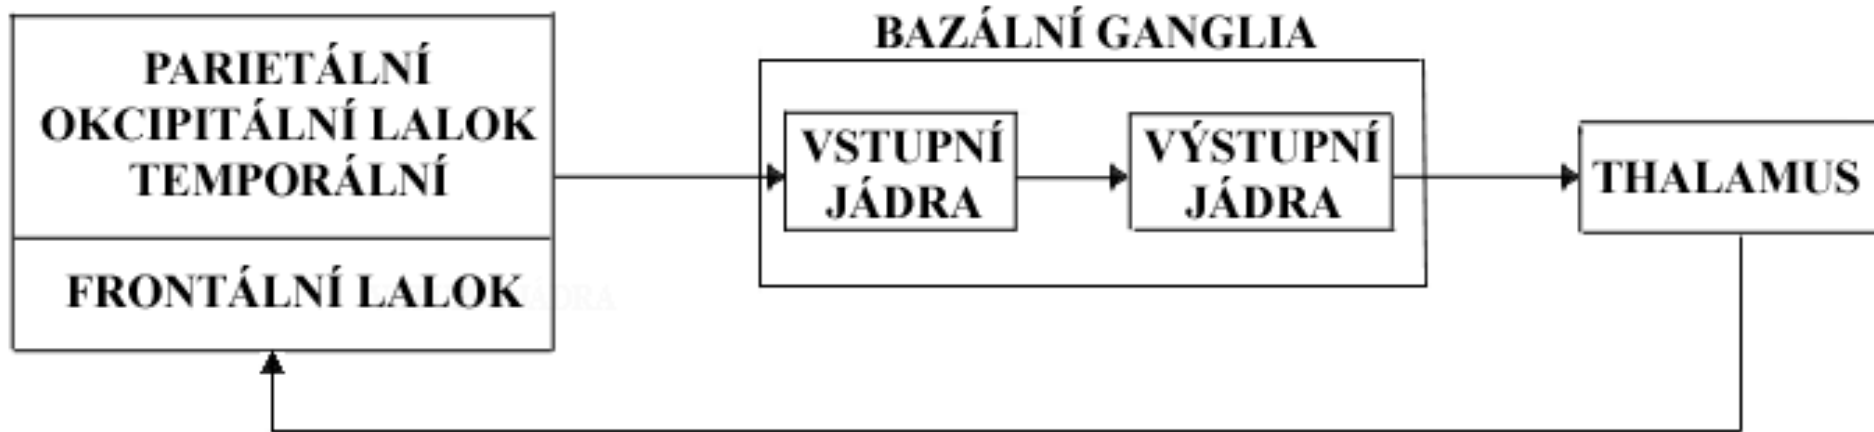 PARIETÁLNÍ
OKCIPITÁLNÍ LALOK
TEMPORÁLNÍ
FRONTÁLNÍ LALOK
BAZÁLNÍ GANGLIA
VSTUPNÍ
JÁDRA
VÝSTUPNÍ
JÁDRA
THALAMUS